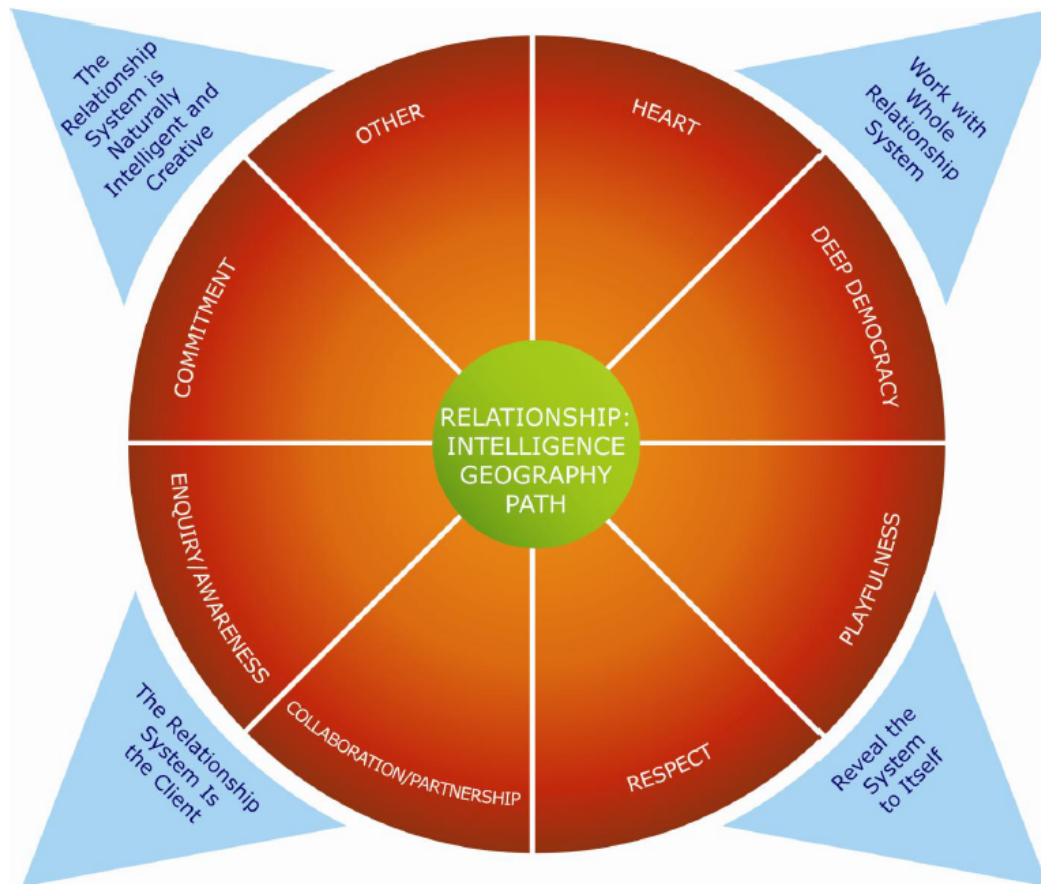 The
Relationship
System is
Naturally
Intelligent and
Creative
Work with
Whole
Relationship
System
OTHER
HEART
COMMITMENT
DEEP DEMOCRACY
RELATIONSHIP:
INTELLIGENCE
GEOGRAPHY
PATH
ENQUIRY/AWARENESS
PLAYFULNESS
COLLABORATION/PARTNERSHIP
RESPECT
The Relationship
System Is
the Client
Reveal the
System
to Itself